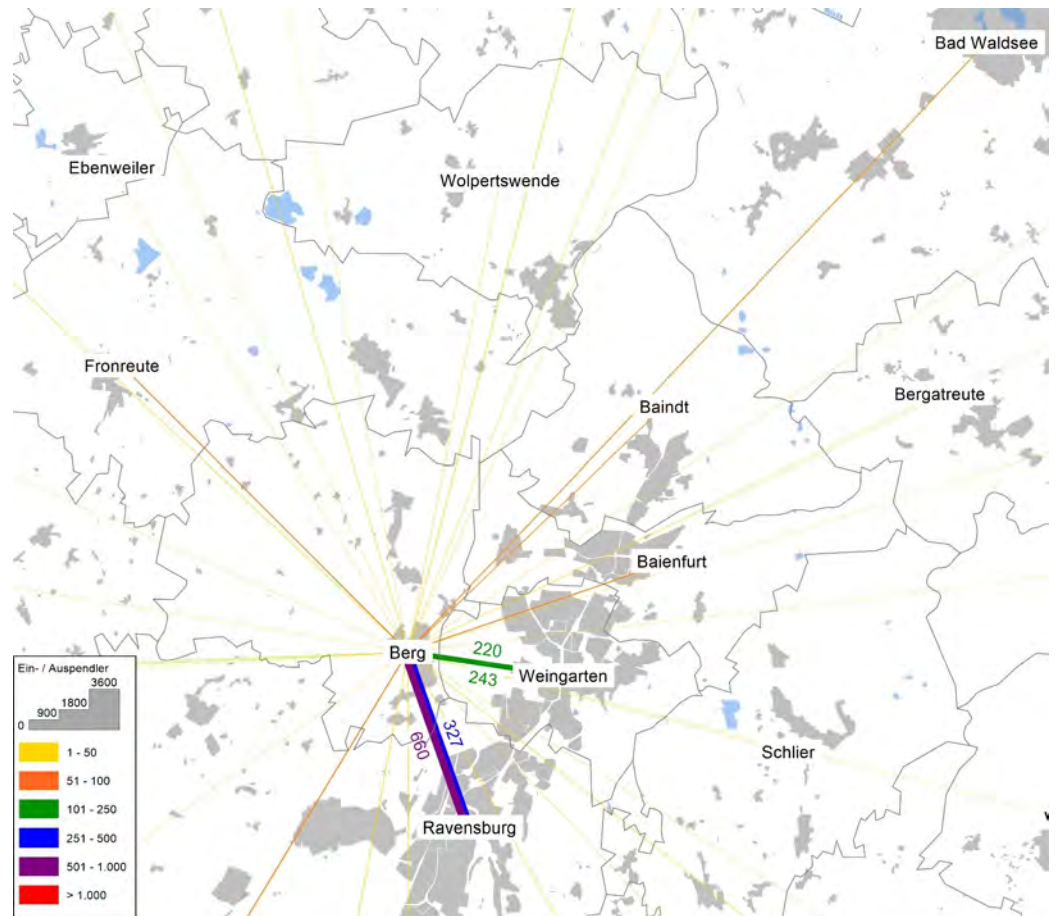 Bad Waldsee
Ebenweiler
Wolpertswende
Fronreute
Bergatreute
Baindt
Baienfurt
Berg
220
243
Weingarten
327
660
Schlier
Ravensburg
Ein- / Auspendler
3600
1800
900
0
1 - 50
51 - 100
101 - 250
251 - 500
501 - 1.000
> 1.000